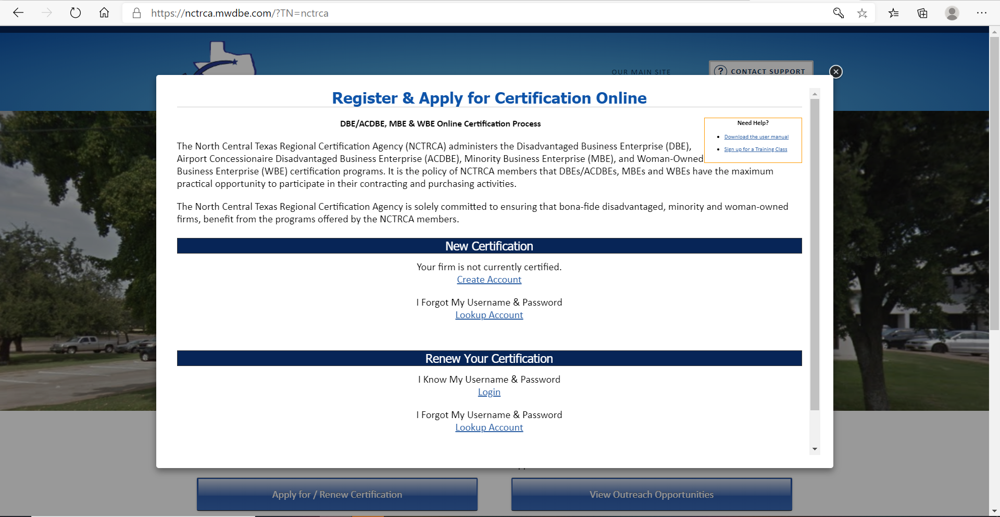 https://nctrca.mwdbe.com/?TN=nctrca
OUR MAIN SITE
? CONTACT SUPPORT
Register & Apply for Certification Online
DBE/ACDBE, MBE & WBE Online Certification Process
Need Help?
Download the user manual
Sign up for a Training Class
The North Central Texas Regional Certification Agency (NCTRCA) administers the Disadvantaged Business Enterprise (DBE),
Airport Concessionaire Disadvantaged Business Enterprise (ACDBE), Minority Business Enterprise (MBE), and Woman-Owned
Business Enterprise (WBE) certification programs. It is the policy of NCTRCA members that DBEs/ACDBEs, MBEs and WBEs have the maximum
practical opportunity to participate in their contracting and purchasing activities.
The North Central Texas Regional Certification Agency is solely committed to ensuring that bona-fide disadvantaged, minority and woman-owned
firms, benefit from the programs offered by the NCTRCA members.
New Certification
Your firm is not currently certified.
Create Account
I Forgot My Username & Password
Lookup Account
Renew Your Certification
I Know My Username & Password
Login
I Forgot My Username & Password
Lookup Account
Apply for / Renew Certification
View Outreach Opportunities